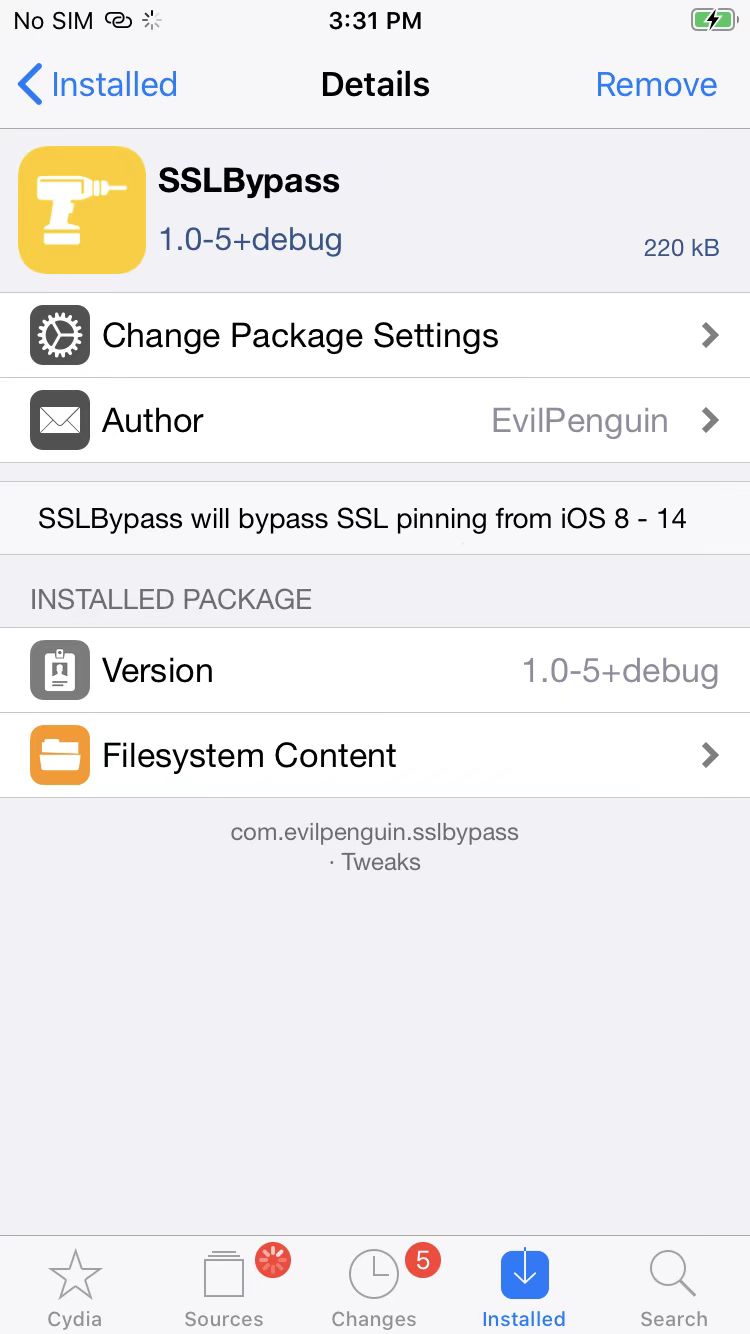 No SIM 3:31 PM
Installed Details Remove
SSLBypass
1.0-5+debug 220 kB
Change Package Settings
Author EvilPenguin
SSLBypass will bypass SSL pinning from iOS 8 - 14
INSTALLED PACKAGE
Version 1.0-5+debug
Filesystem Content
com.evilpenguin.sslbypass
· Tweaks
5
Cydia Sources Changes Installed Search